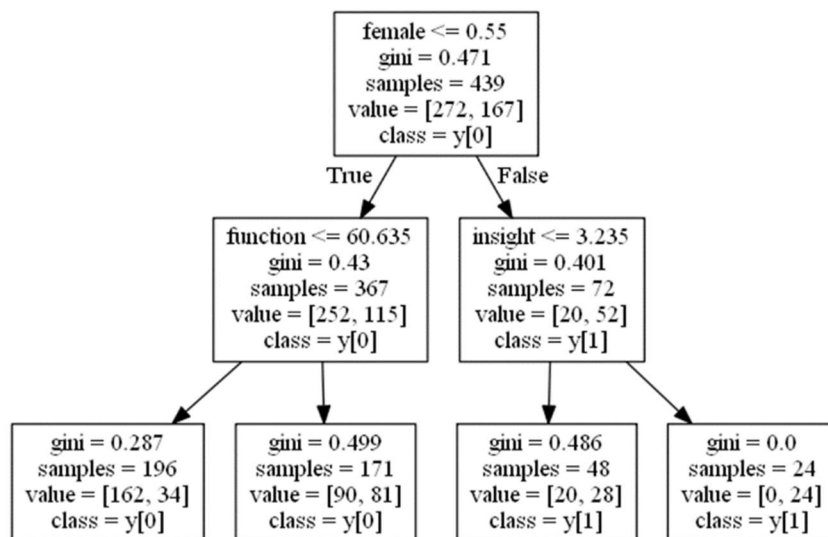 female <= 0.55
gini = 0.471
samples = 439
value = [272, 167]
class = y[0]
True
False
function <= 60.635
gini = 0.43
samples = 367
value = [252, 115]
class = y[0]
insight <= 3.235
gini = 0.401
samples = 72
value = [20, 52]
class = y[1]
gini = 0.287
samples = 196
value = [162, 34]
class = y[0]
gini = 0.499
samples = 171
value = [90, 81]
class = y[0]
gini = 0.486
samples = 48
value = [20, 28]
class = y[1]
gini = 0.0
samples = 24
value = [0, 24]
class = y[1]